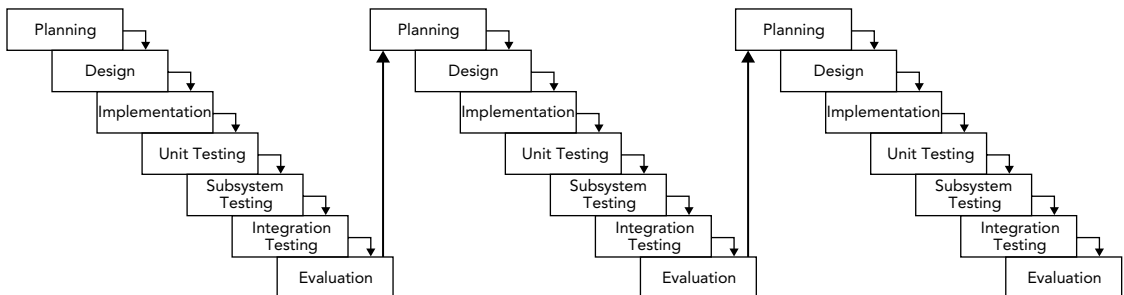 Planning
Design
Implementation
Unit Testing
Subsystem
Testing
Integration
Testing
Evaluation
Planning
Design
Implementation
Unit Testing
Subsystem
Testing
Integration
Testing
Evaluation
Planning
Design
Implementation
Unit Testing
Subsystem
Testing
Integration
Testing
Evaluation